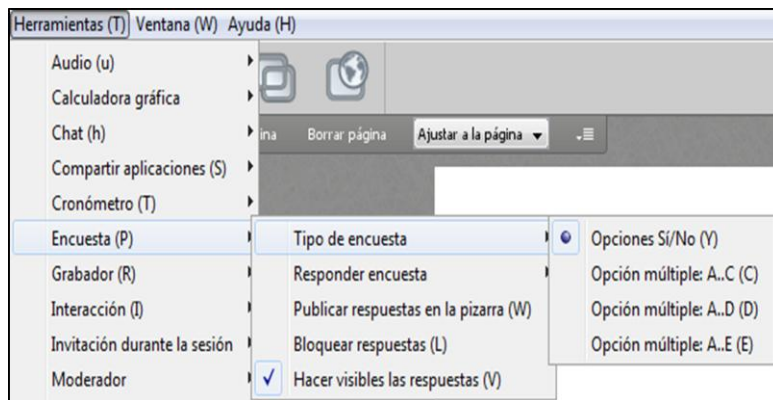 Herramientas (T) Ventana (W) Ayuda (H)
Audio (u)
Calculadora gráfica
Chat (h)
ina Borrar página Ajustar a la página
Compartir aplicaciones (S)
Cronómetro (T)
Encuesta (P)
Grabador (R)
Interacción (I)
Invitación durante la sesión
Moderador
Tipo de encuesta
Responder encuesta
Publicar respuestas en la pizarra (W)
Bloquear respuestas (L)
Hacer visibles las respuestas (V)
Opciones Sí/No (Y)
Opción múltiple: A..C (C)
Opción múltiple: A..D (D)
Opción múltiple: A..E (E)